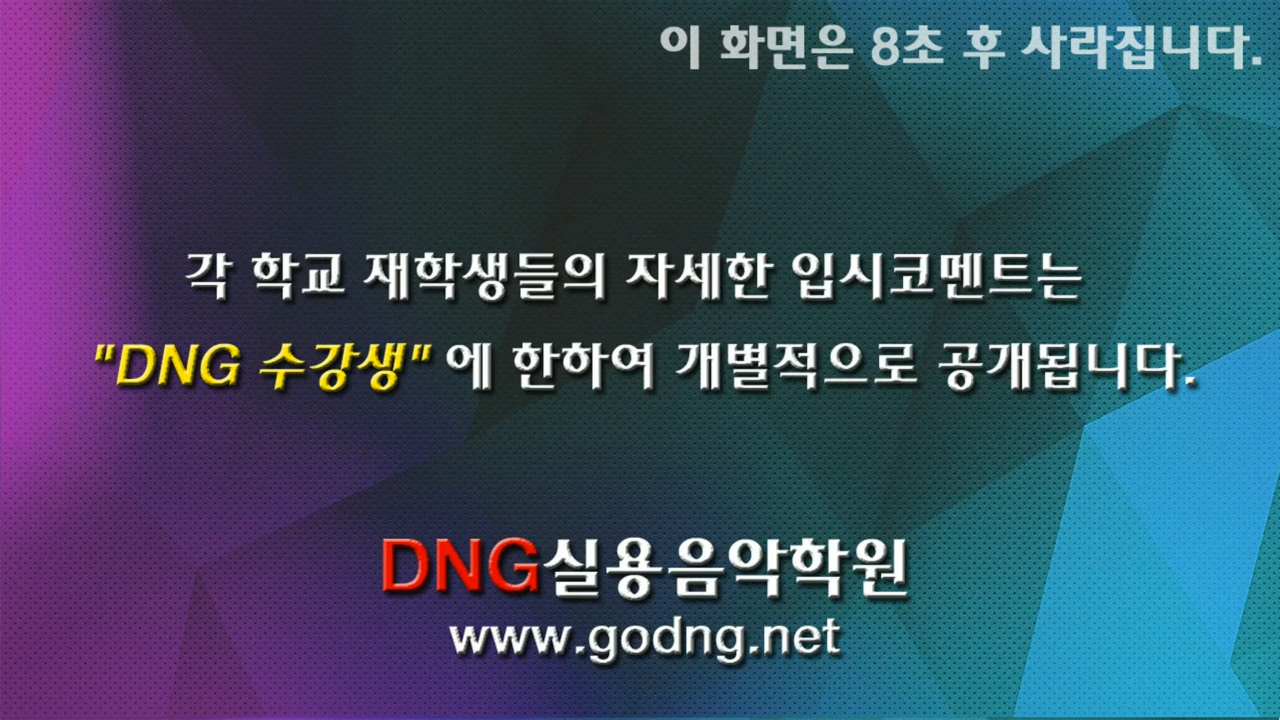 이 화면은 8초 후 사라집니다.
각 학교 재학생들의 자세한 입시코멘트는
"DNG 수강생" 에 한하여 개별적으로 공개됩니다.
DNG실용음악학원
www.godng.net